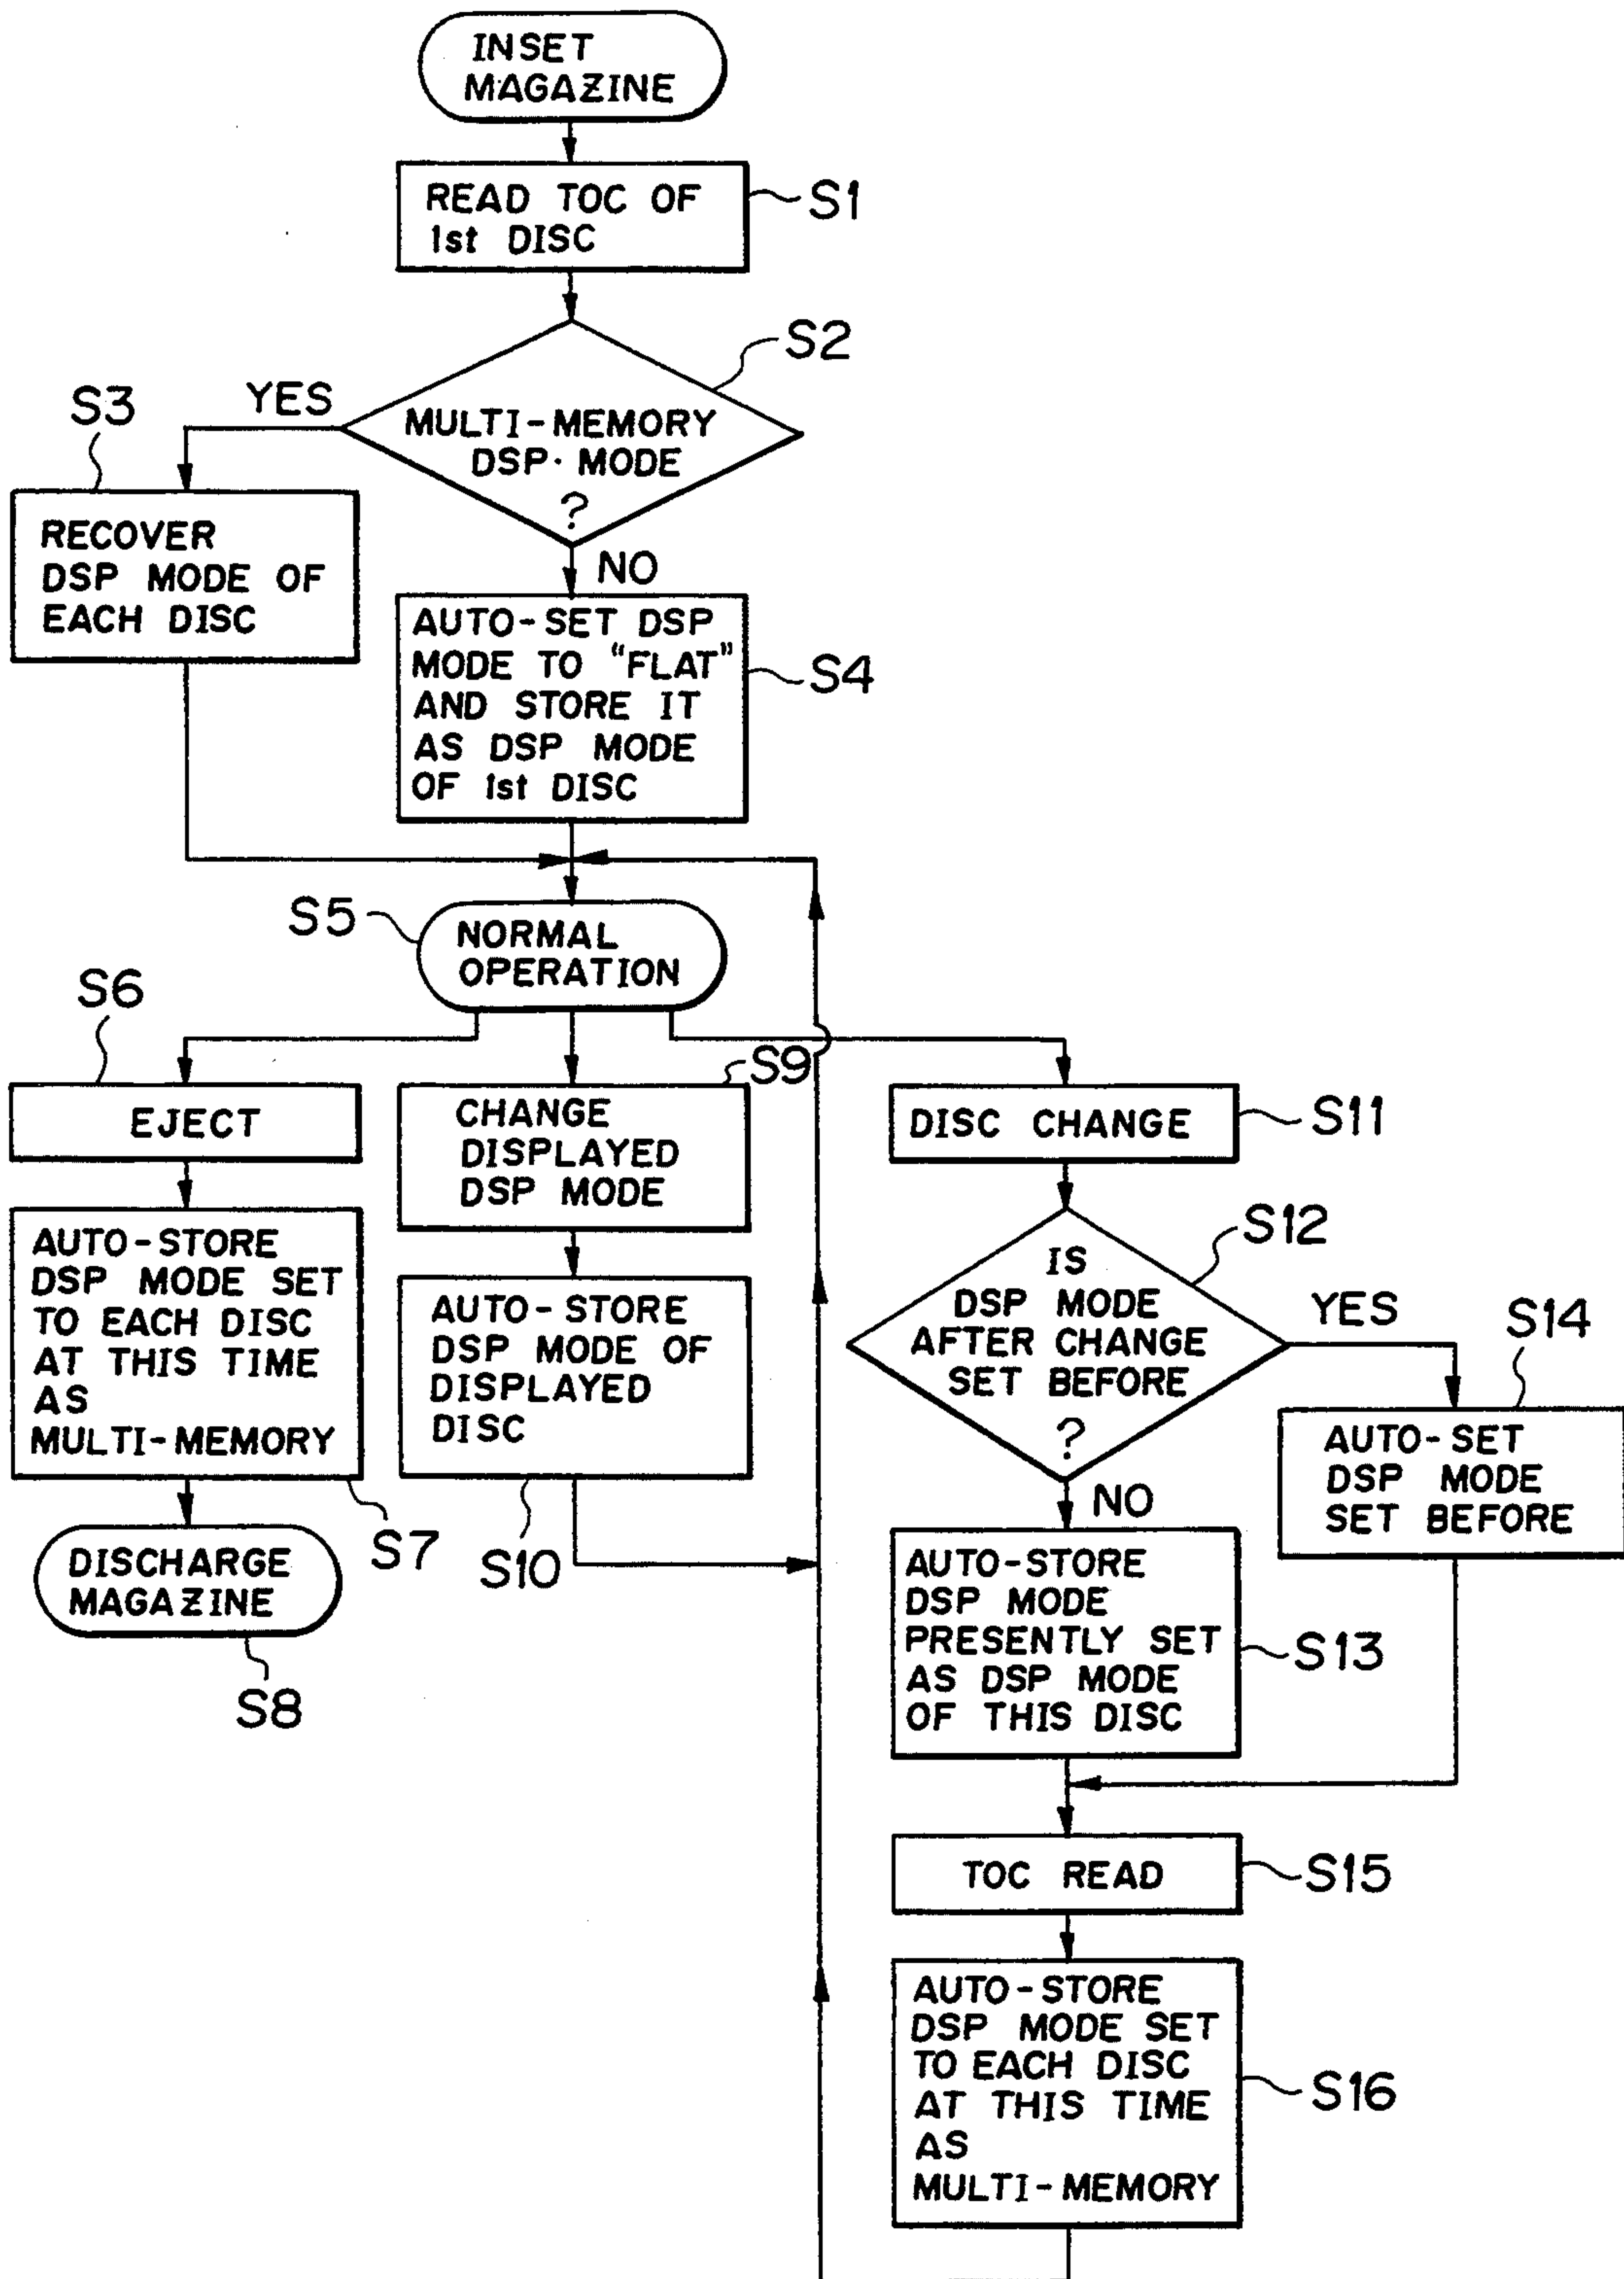 INSET
MAGAZINE
READ TOC OF
1st DISC
S1
S2
MULTI-MEMORY
DSP· MODE
?
YES
S3
RECOVER
DSP MODE OF
EACH DISC
NO
AUTO-SET DSP
MODE TO "FLAT"
AND STORE IT
AS DSP MODE
OF 1st DISC
S4
S5
NORMAL
OPERATION
S6
EJECT
AUTO-STORE
DSP MODE SET
TO EACH DISC
AT THIS TIME
AS
MULTI-MEMORY
S7
DISCHARGE
MAGAZINE
S8
S9
CHANGE
DISPLAYED
DSP MODE
AUTO-STORE
DSP MODE OF
DISPLAYED
DISC
S10
DISC CHANGE
S11
S12
IS
DSP MODE
AFTER CHANGE
SET BEFORE
?
YES
S14
AUTO-SET
DSP MODE
SET BEFORE
NO
AUTO-STORE
DSP MODE
PRESENTLY SET
AS DSP MODE
OF THIS DISC
S13
TOC READ
S15
AUTO-STORE
DSP MODE SET
TO EACH DISC
AT THIS TIME
AS
MULTI-MEMORY
S16